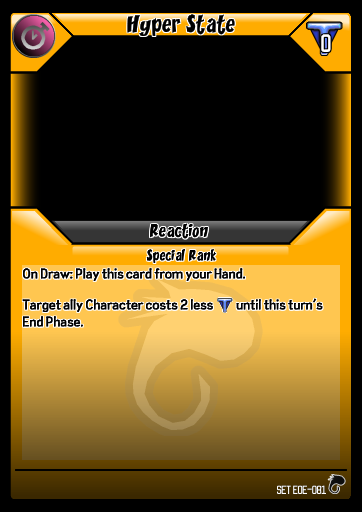 Hyper State
0
Reaction
Special Rank
On Draw: Play this card from your Hand.
Target ally Character costs 2 less until this turn's
End Phase.
SET EOE-081